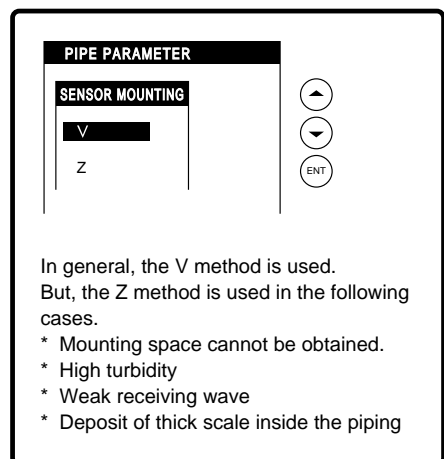 PIPE PARAMETER
SENSOR MOUNTING
V
Z
ENT
In general, the V method is used.
But, the Z method is used in the following
cases.
* Mounting space cannot be obtained.
* High turbidity
* Weak receiving wave
* Deposit of thick scale inside the piping